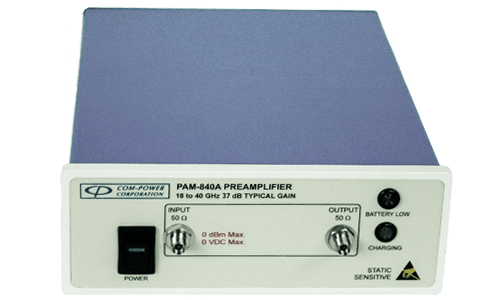 COM-POWER
CORPORATION
PAM-840A PREAMPLIFIER
18 to 40 GHz 37 dB TYPICAL GAIN
INPUT
50 Ω
0 dBm Max.
0 VDC Max.
OUTPUT
50 Ω
BATTERY LOW
CHARGING
POWER
STATIC
SENSITIVE